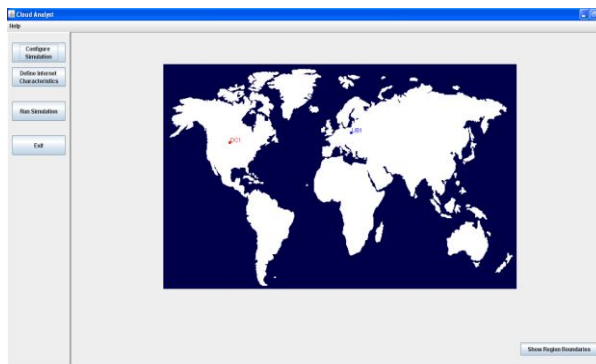 Cloud Analyst
Help
Configure
Simulation
Define Internet
Characteristics
Run Simulation
Exit
DC1
UB1
Show Region Boundaries